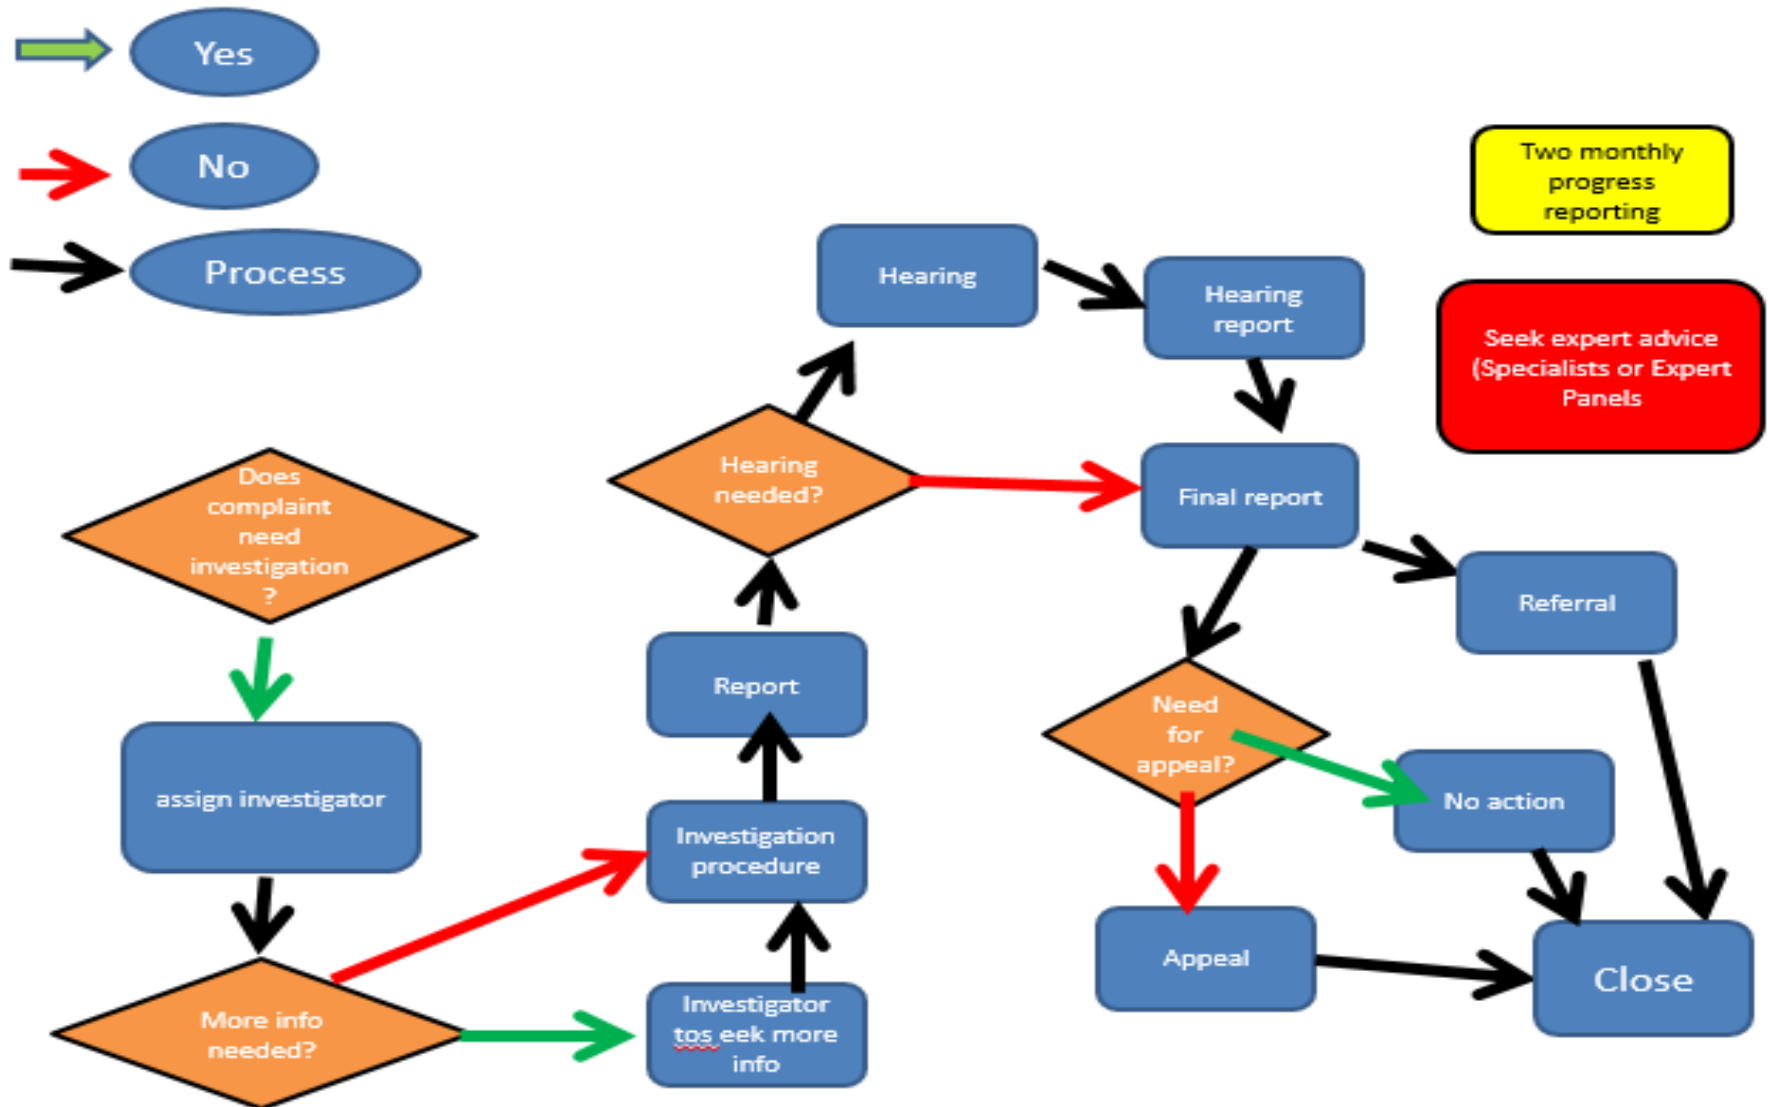 Yes
No
Process
Two monthly
progress
reporting
Hearing
Hearing
report
Seek expert advice
(Specialists or Expert
Panels
Does
complaint
need
investigation
?
Hearing
needed?
Final report
Referral
Report
Need
for
appeal?
assign investigator
No action
Investigation
procedure
Appeal
Close
More info
needed?
Investigator
tos eek more
info